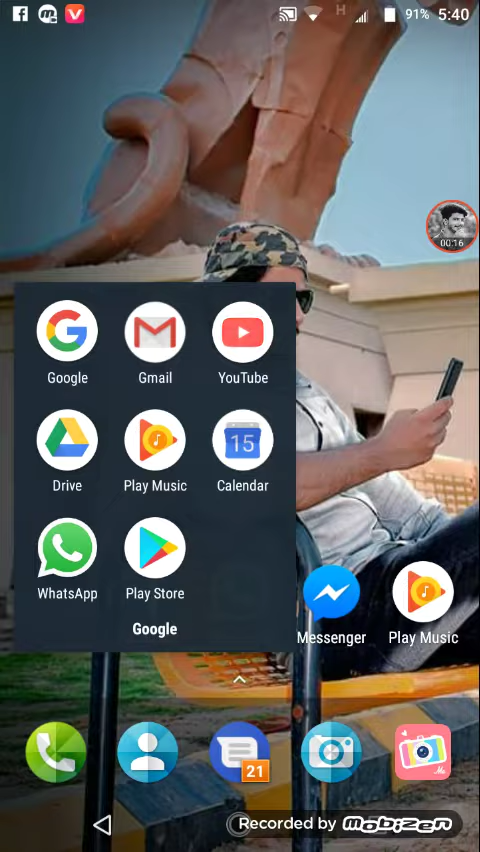 H 91% 5:40
00:16
Google Gmail YouTube
15
Drive Play Music Calendar
WhatsApp Play Store
Google
Messenger Play Music
21
Me
Recorded by mobizen